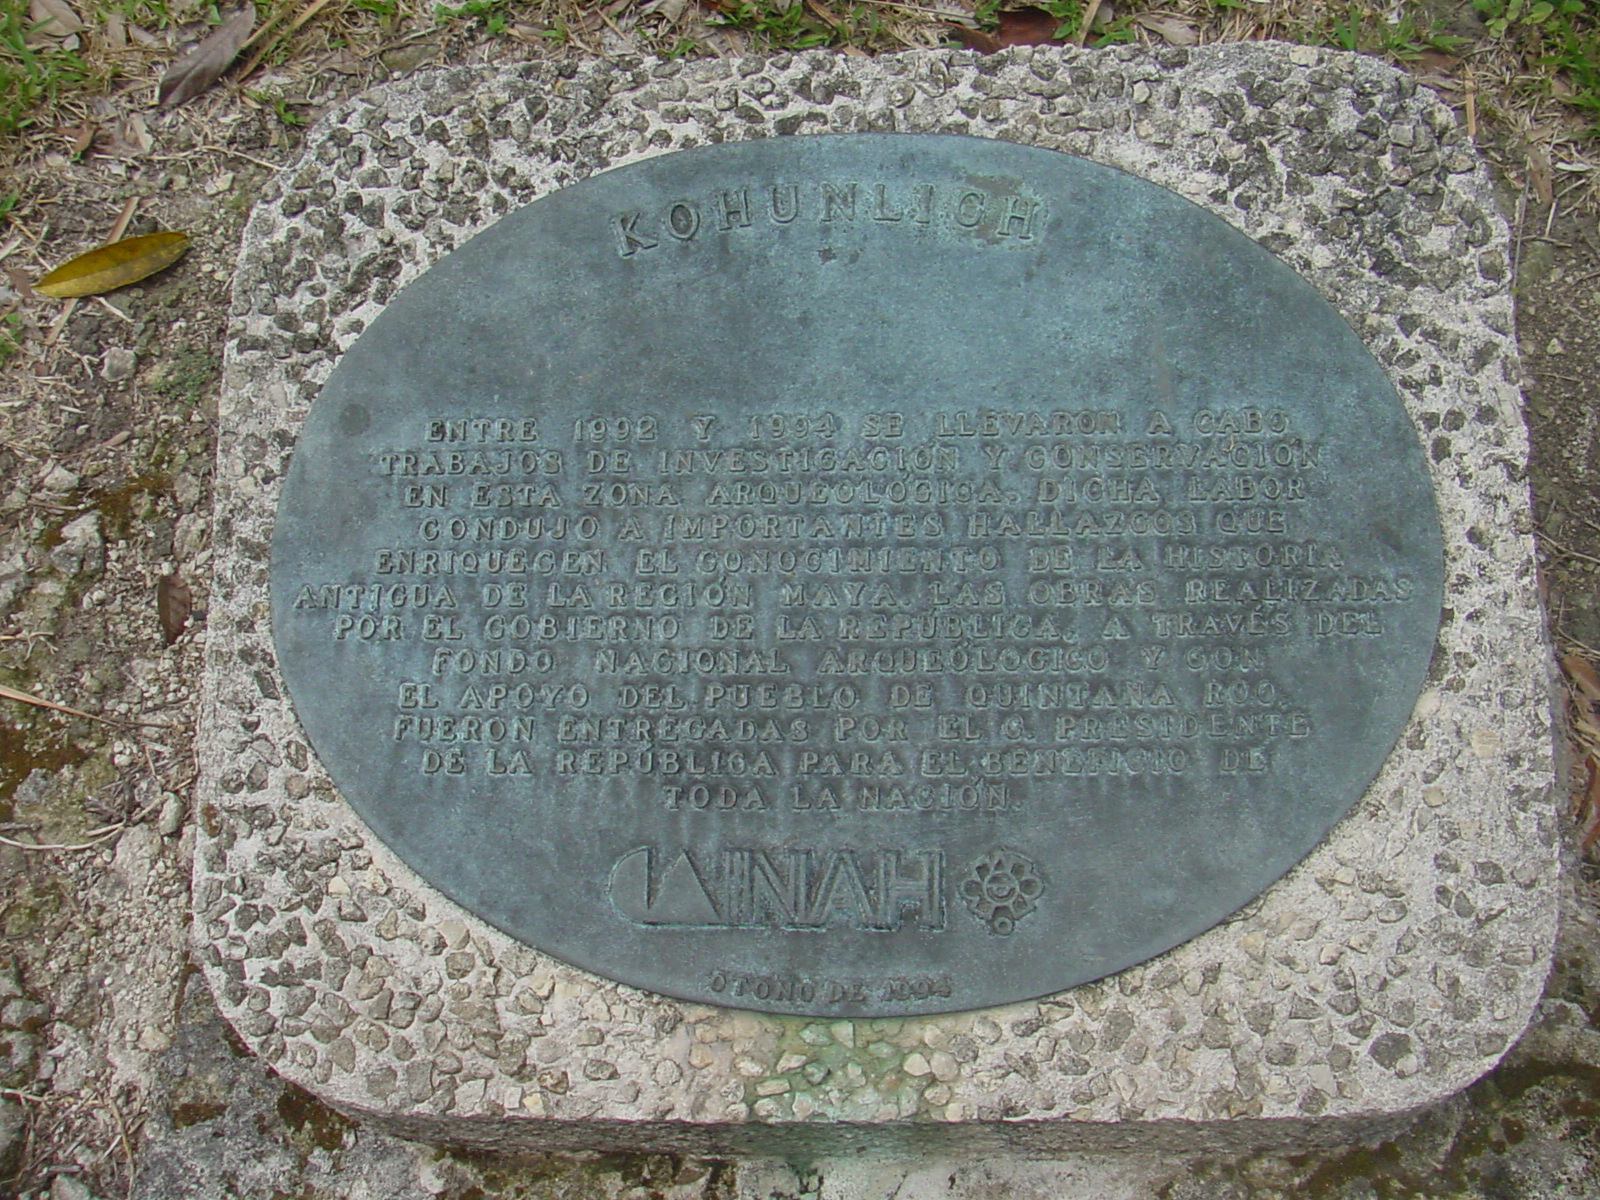 KOHUNLICH
ENTRE 1992 Y 1994 SE LLEVARON A CABO
TRABAJOS DE INVESTIGACIÓN Y CONSERVACIÓN
EN ESTA ZONA ARQUEOLÓGICA. DICHA LABOR
CONDUJO A IMPORTANTES HALLAZGOS QUE
ENRIQUECEN EL CONOCIMIENTO DE LA HISTORIA
ANTIGUA DE LA REGIÓN MAYA. LAS OBRAS REALIZADAS
POR EL GOBIERNO DE LA REPÚBLICA, A TRAVÉS DEL
FONDO NACIONAL ARQUEÓLOGICO Y CON
EL APOYO DEL PUEBLO DE QUINTANA ROO,
FUERON ENTREGADAS POR EL C. PRESIDENTE
DE LA REPÚBLICA PARA EL BENEFICIO DE
TODA LA NACIÓN.
INAH
OTOÑO DE 1994